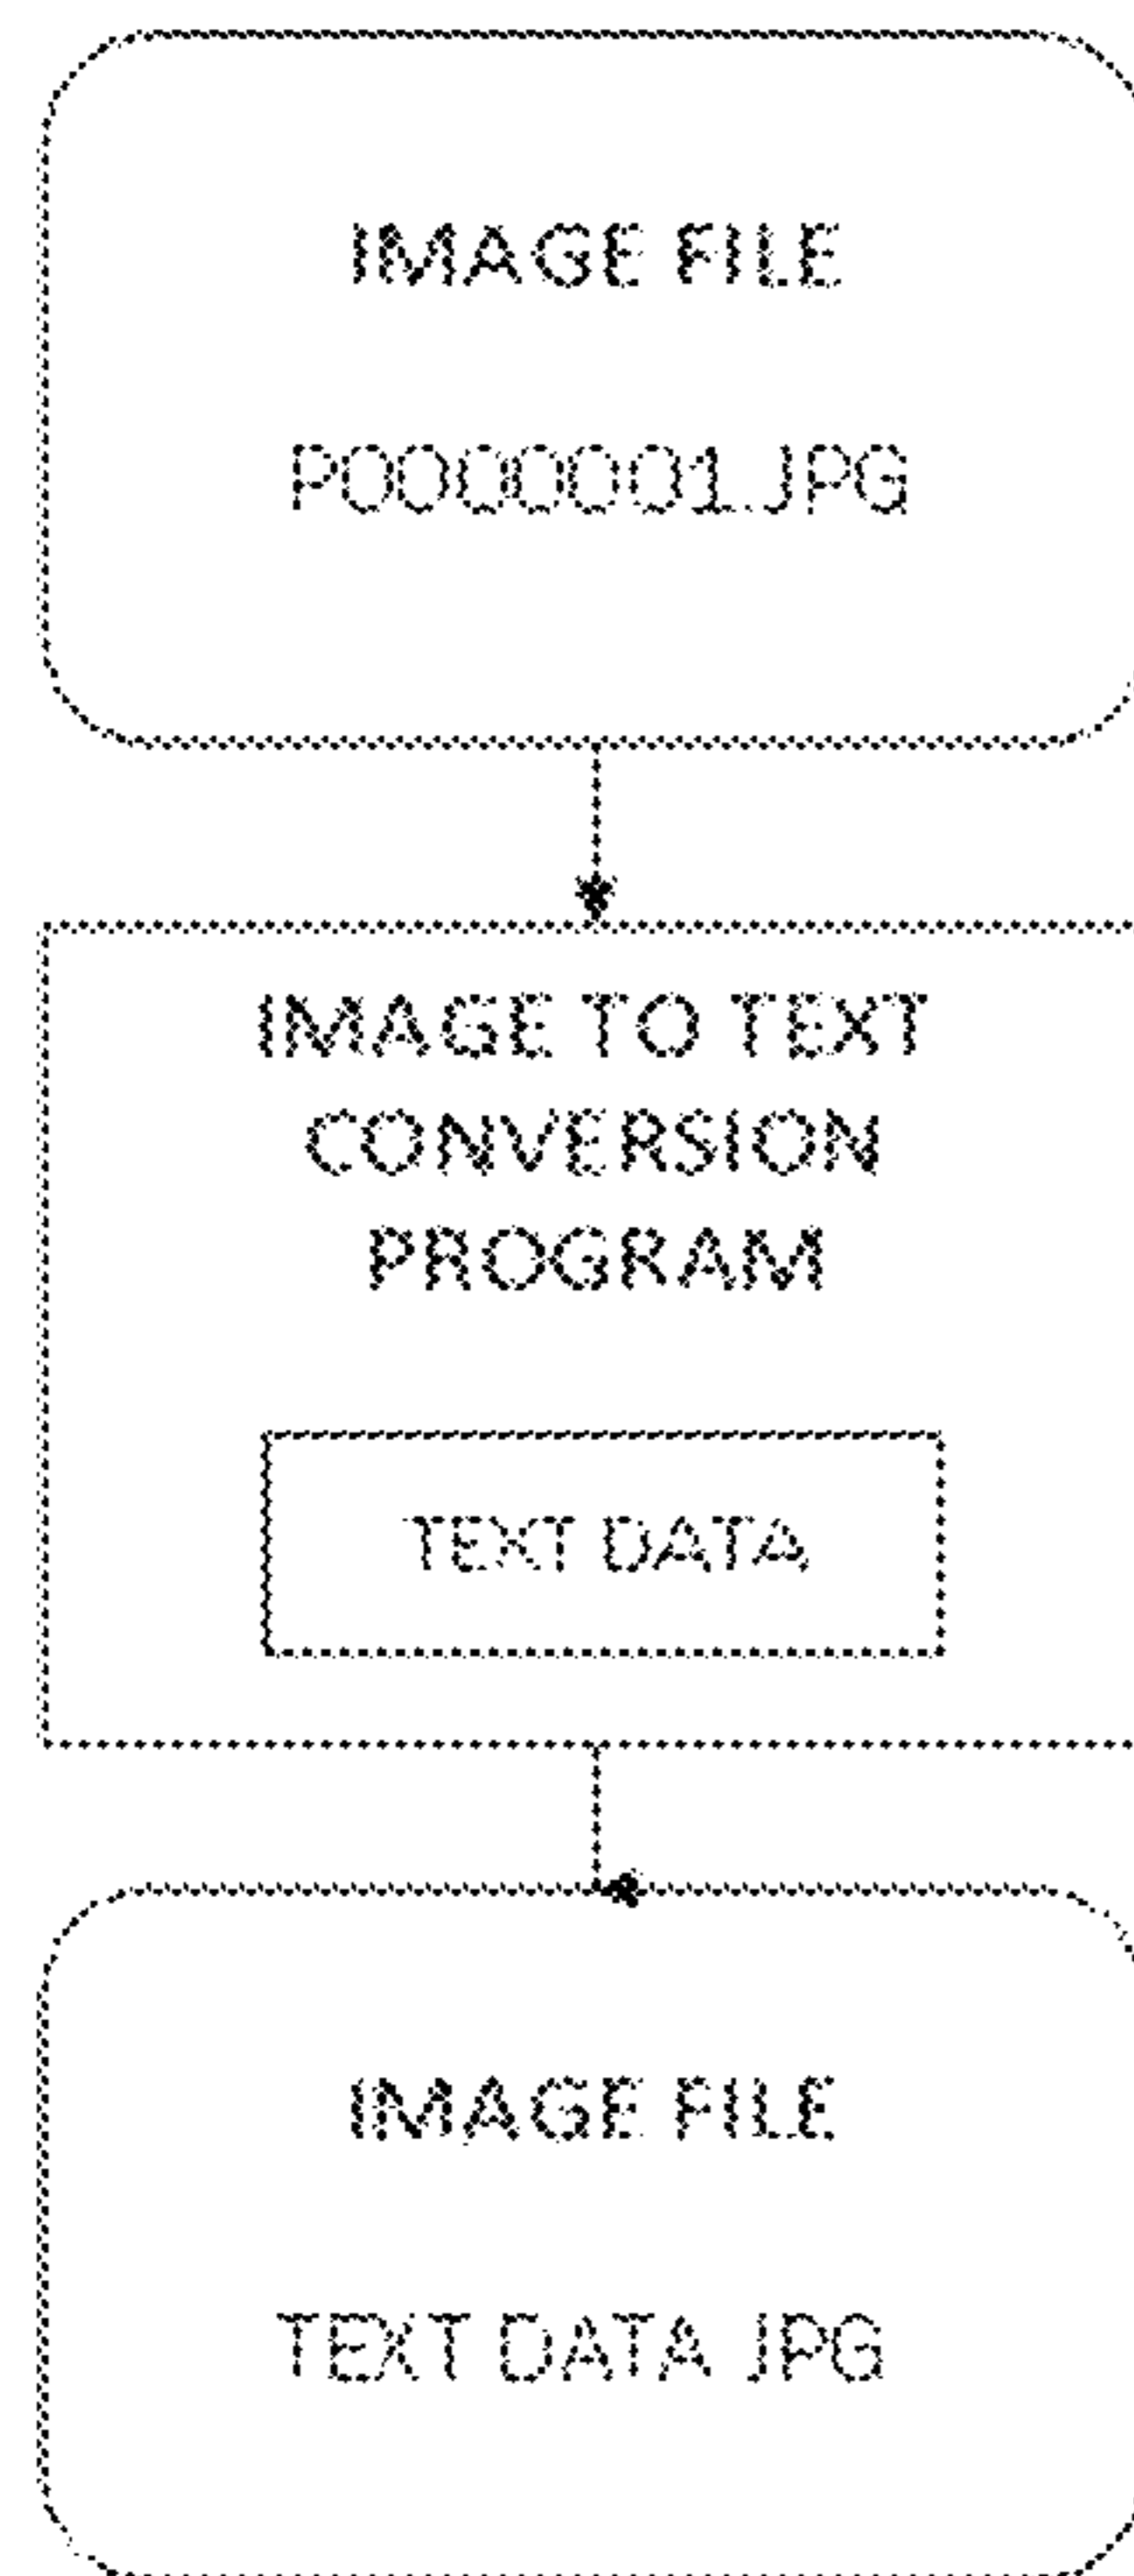 IMAGE FILE
P0000001.JPG
IMAGE TO TEXT
CONVERSION
PROGRAM
TEXT DATA
IMAGE FILE
TEXT DATA.JPG